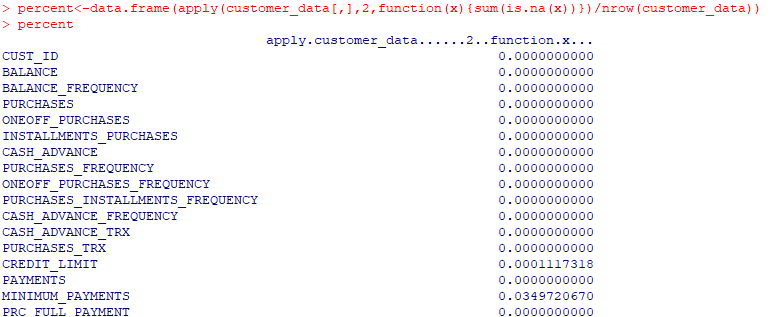 > percent<-data.frame(apply(customer_data[,],2,function(x){sum(is.na(x))})/nrow(customer_data))
> percent
apply.customer_data......2..function.x...
CUST_ID 0.0000000000
BALANCE 0.0000000000
BALANCE_FREQUENCY 0.0000000000
PURCHASES 0.0000000000
ONEOFF_PURCHASES 0.0000000000
INSTALLMENTS_PURCHASES 0.0000000000
CASH_ADVANCE 0.0000000000
PURCHASES_FREQUENCY 0.0000000000
ONEOFF_PURCHASES_FREQUENCY 0.0000000000
PURCHASES_INSTALLMENTS_FREQUENCY 0.0000000000
CASH_ADVANCE_FREQUENCY 0.0000000000
CASH_ADVANCE_TRX 0.0000000000
PURCHASES_TRX 0.0000000000
CREDIT_LIMIT 0.0001117318
PAYMENTS 0.0000000000
MINIMUM_PAYMENTS 0.0349720670
PRC_FULL_PAYMENT 0.0000000000